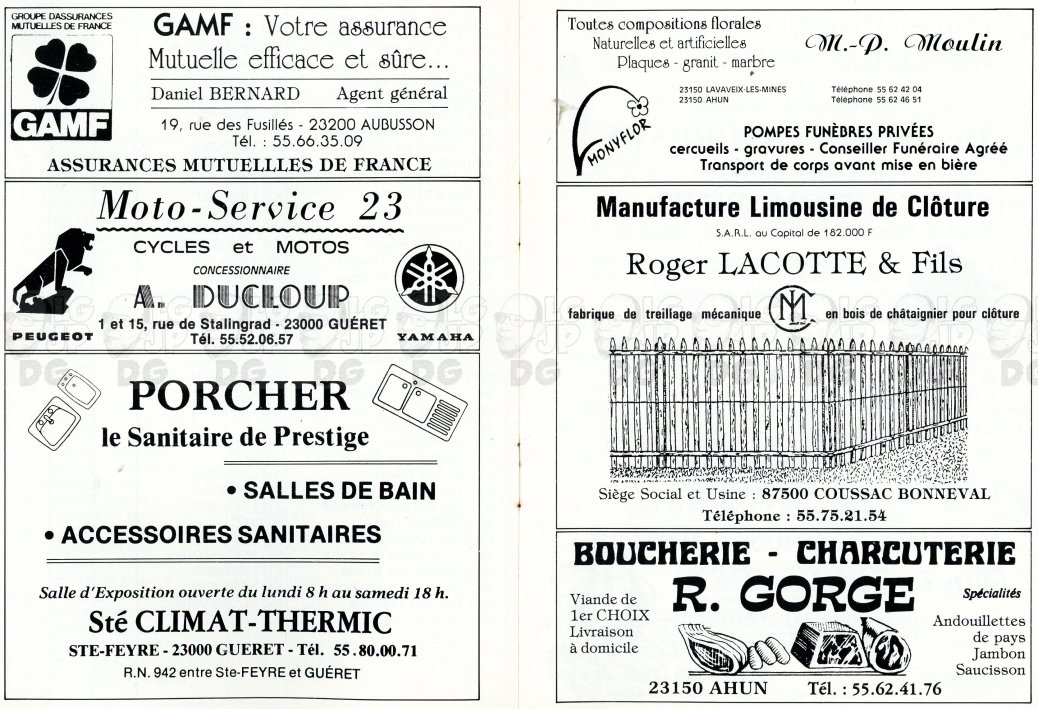 GROUPE D'ASSURANCES
MUTUELLES DE FRANCE
GAMF
GAMF : Votre assurance
Mutuelle efficace et sûre...
Daniel BERNARD Agent général
19, rue des Fusillés - 23200 AUBUSSON
Tél. : 55.66.35.09
ASSURANCES MUTUELLLES DE FRANCE
Moto-Service 23
CYCLES et MOTOS
CONCESSIONNAIRE
A. DUCLOUP
1 et 15, rue de Stalingrad - 23000 GUÉRET
Tél. 55.52.06.57
PEUGEOT
YAMAHA
PORCHER
le Sanitaire de Prestige
• SALLES DE BAIN
• ACCESSOIRES SANITAIRES
Salle d'Exposition ouverte du lundi 8 h au samedi 18 h.
Sté CLIMAT-THERMIC
STE-FEYRE - 23000 GUERET - Tél. 55.80.00.71
R.N. 942 entre Ste-FEYRE et GUÉRET
Toutes compositions florales
Naturelles et artificielles
Plaques - granit - marbre
M.-P. Moulin
23150 LAVAVEIX-LES-MINES Téléphone 55 62 42 04
23150 AHUN Téléphone 55 62 46 51
MONYFLOR
POMPES FUNÈBRES PRIVÉES
cercueils - gravures - Conseiller Funéraire Agréé
Transport de corps avant mise en bière
Manufacture Limousine de Clôture
S.A.R.L. au Capital de 182.000 F
Roger LACOTTE & Fils
fabrique de treillage mécanique en bois de châtaignier pour clôture
Siège Social et Usine : 87500 COUSSAC BONNEVAL
Téléphone : 55.75.21.54
BOUCHERIE - CHARCUTERIE
R. GORGE
Viande de
1er CHOIX
Livraison
à domicile
Spécialités
Andouillettes
de pays
Jambon
Saucisson
23150 AHUN Tél. : 55.62.41.76